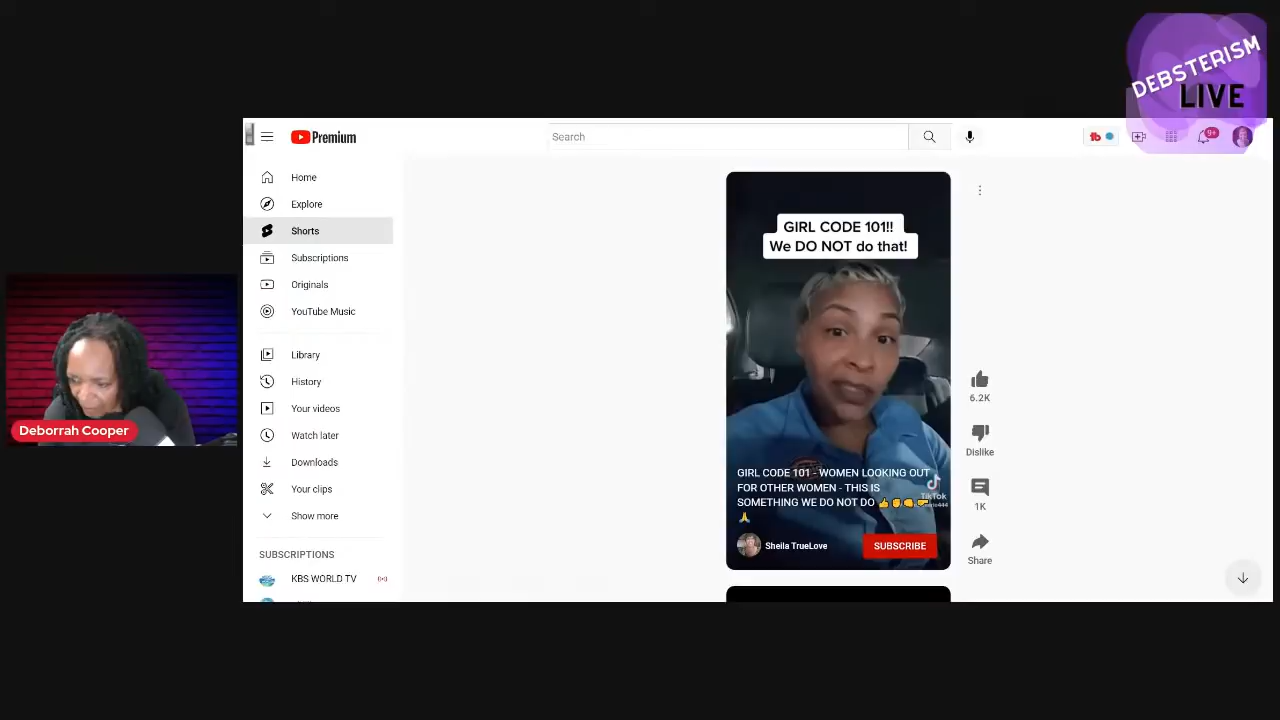 DEBSTERISM
LIVE
Premium
Search
9+
Home
Explore
Shorts
Subscriptions
Originals
YouTube Music
Library
History
Your videos
Watch later
Downloads
Your clips
Show more
SUBSCRIPTIONS
KBS WORLD TV
Deborrah Cooper
GIRL CODE 101!!
We DO NOT do that!
GIRL CODE 101 - WOMEN LOOKING OUT
FOR OTHER WOMEN - THIS IS
SOMETHING WE DO NOT DO
TikTok
Sheila TrueLove
SUBSCRIBE
6.2K
Dislike
1K
Share